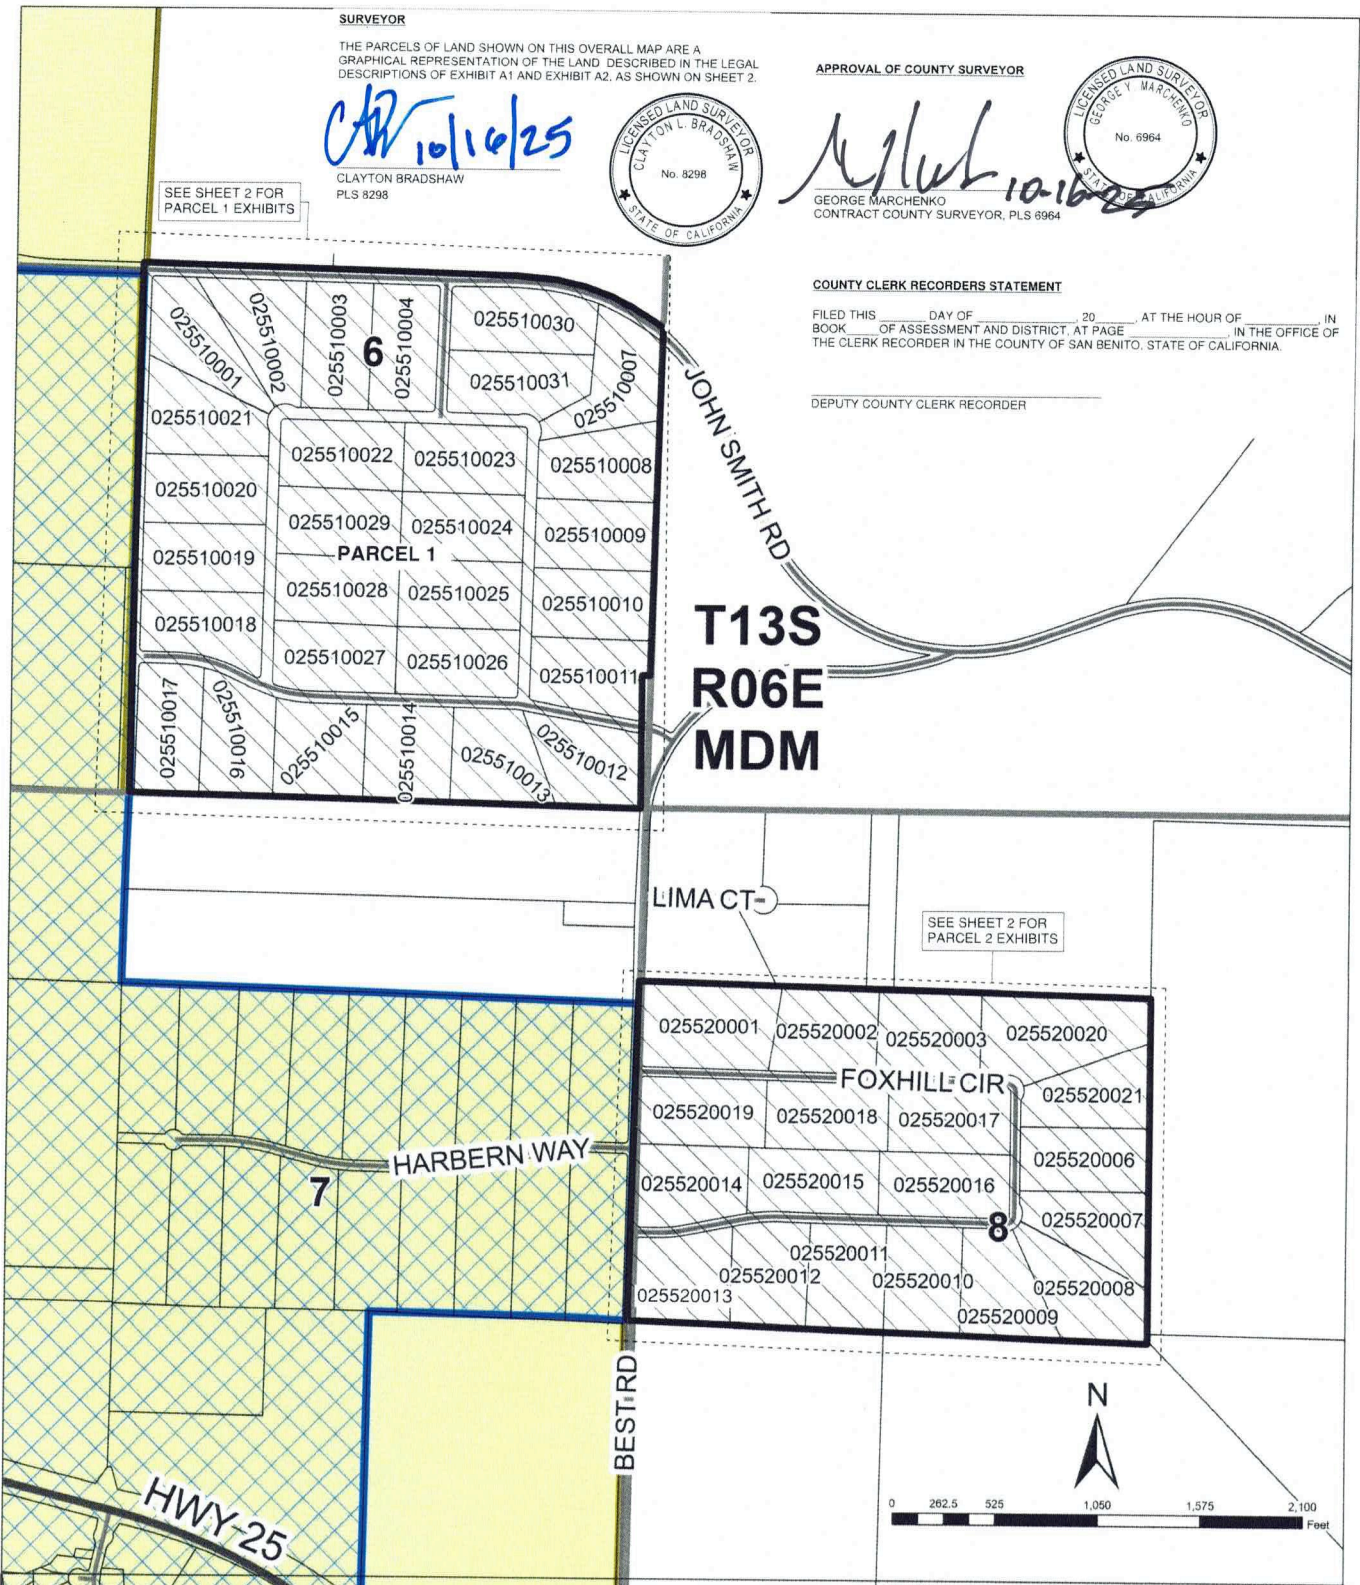 SURVEYOR
THE PARCELS OF LAND SHOWN ON THIS OVERALL MAP ARE A
GRAPHICAL REPRESENTATION OF THE LAND DESCRIBED IN THE LEGAL
DESCRIPTIONS OF EXHIBIT A1 AND EXHIBIT A2, AS SHOWN ON SHEET 2.
10/16/25
CLAYTON BRADSHAW
PLS 8298
LICENSED LAND SURVEYOR
CLAYTON L. BRADSHAW
No. 8298
STATE OF CALIFORNIA
APPROVAL OF COUNTY SURVEYOR
10-16-25
GEORGE MARCHENKO
CONTRACT COUNTY SURVEYOR, PLS 6964
LICENSED LAND SURVEYOR
GEORGE Y. MARCHENKO
No. 6964
STATE OF CALIFORNIA
COUNTY CLERK RECORDERS STATEMENT
FILED THIS ______ DAY OF ____________, 20_____, AT THE HOUR OF _________, IN
BOOK____ OF ASSESSMENT AND DISTRICT, AT PAGE ____________, IN THE OFFICE OF
THE CLERK RECORDER IN THE COUNTY OF SAN BENITO, STATE OF CALIFORNIA.
DEPUTY COUNTY CLERK RECORDER
SEE SHEET 2 FOR
PARCEL 1 EXHIBITS
025510001
025510002
025510003
6
025510004
025510030
025510031
025510007
025510021
025510022
025510023
025510008
025510020
025510029
025510024
025510009
PARCEL 1
025510019
025510028
025510025
025510010
025510018
025510027
025510026
025510011
025510017
025510016
025510015
025510014
025510013
025510012
JOHN SMITH RD
T13S
R06E
MDM
LIMA CT
SEE SHEET 2 FOR
PARCEL 2 EXHIBITS
025520001
025520002
025520003
025520020
FOXHILL CIR
025520021
025520019
025520018
025520017
025520006
025520014
025520015
025520016
025520007
8
025520011
025520012
025520010
025520008
025520013
025520009
HARBERN WAY
7
BEST RD
HWY 25
N
0 262.5 525 1,050 1,575 2,100
Feet